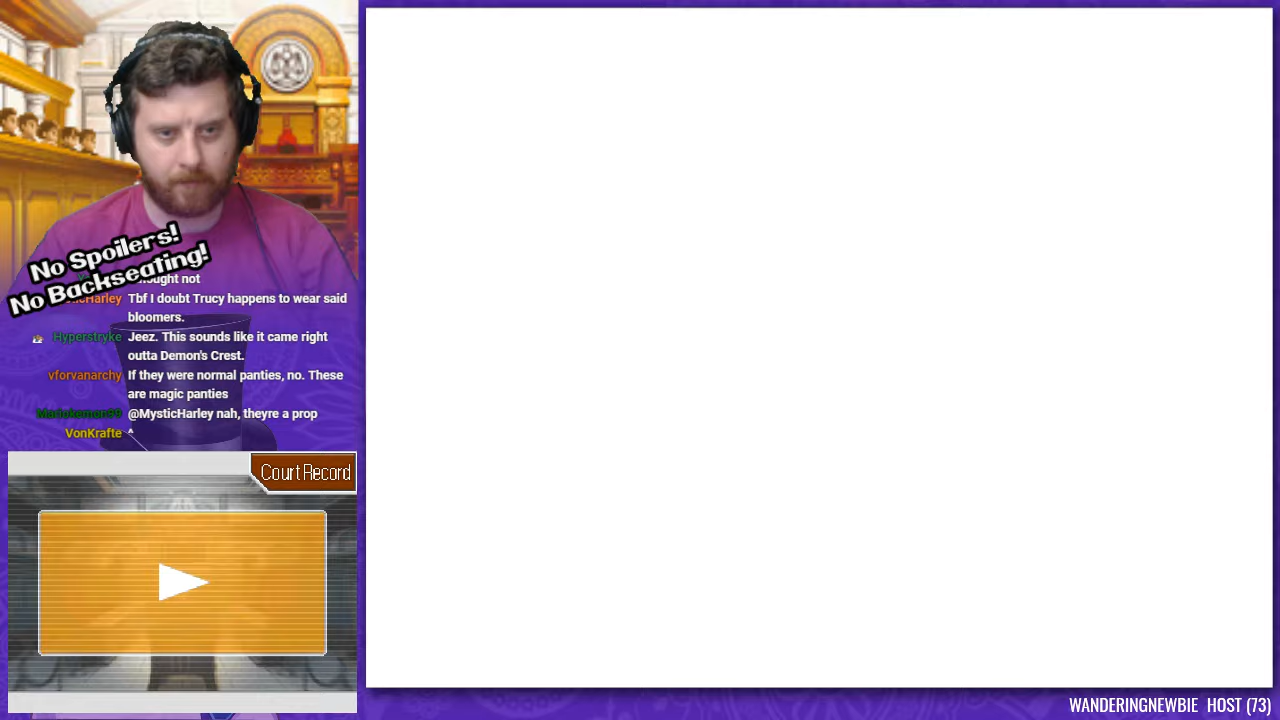 No Spoilers!
No Backseating!
ought not
Tbf I doubt Trucy happens to wear said
bloomers.
Hyperstryke Jeez. This sounds like it came right
outta Demon's Crest.
vforvanarchy If they were normal panties, no. These
are magic panties
@MysticHarley nah, theyre a prop
VonKrafte ^
Court Record
WANDERINGNEWBIE HOST (73)